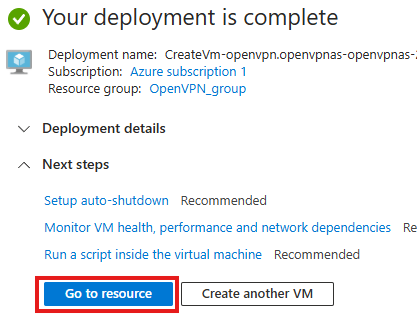 Your deployment is complete
Deployment name: CreateVm-openvpn.openvpnas-openvpnas-
Subscription: Azure subscription 1
Resource group: OpenVPN_group
Deployment details
Next steps
Setup auto-shutdown Recommended
Monitor VM health, performance and network dependencies Re
Run a script inside the virtual machine Recommended
Go to resource Create another VM